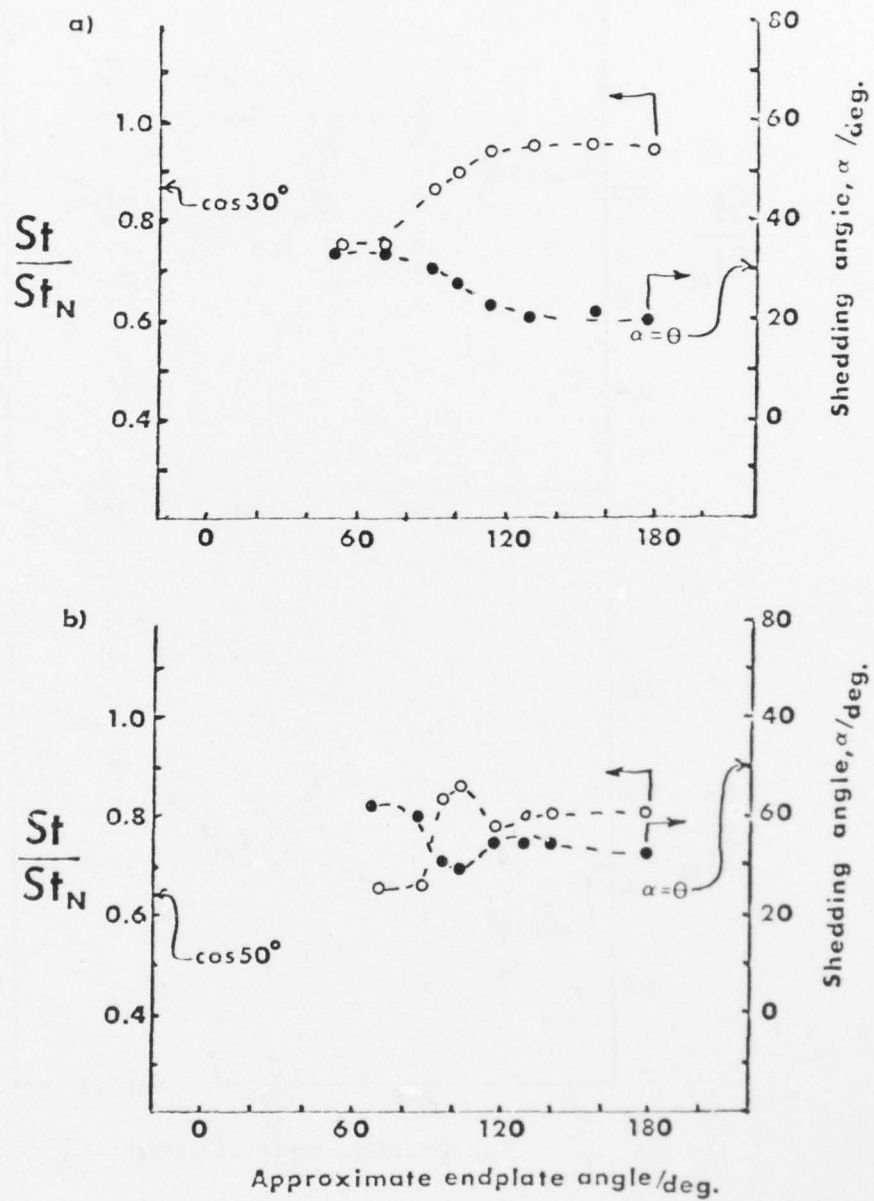 a)
80
60
40
20
0
1.0
0.8
0.6
0.4
cos30°
St
St_N
α=θ
Shedding angle, α /deg.
0
60
120
180
b)
80
40
60
20
0
1.0
0.8
0.6
0.4
St
St_N
cos50°
α=θ
Shedding angle, α/deg.
0
60
120
180
Approximate endplate angle/deg.